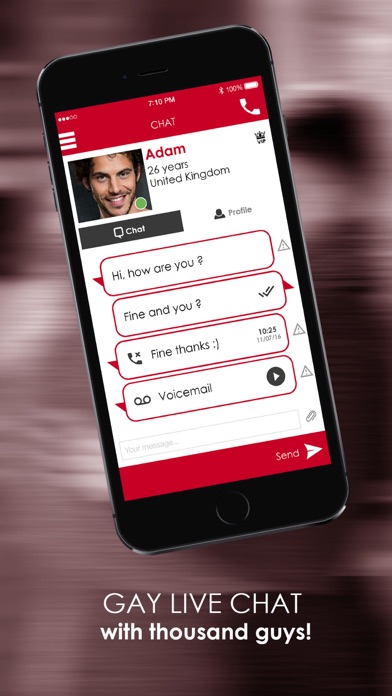 7:10 PM
100%
CHAT
Adam
26 years
United Kingdom
VIP
Chat
Profile
Hi, how are you ?
Fine and you ?
Fine thanks :)
10:25
11/07/16
Voicemail
Your message...
Send
GAY LIVE CHAT
with thousand guys!